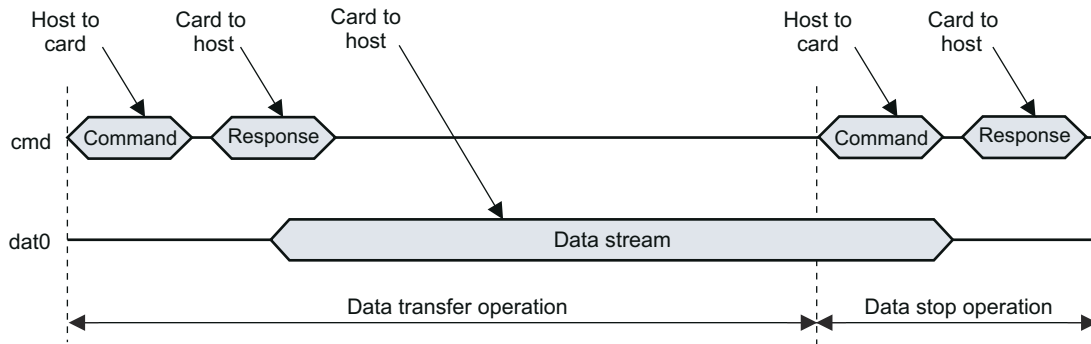 Host to
card
Card to
host
Card to
host
Host to
card
Card to
host
cmd
Command
Response
Command
Response
dat0
Data stream
Data transfer operation
Data stop operation